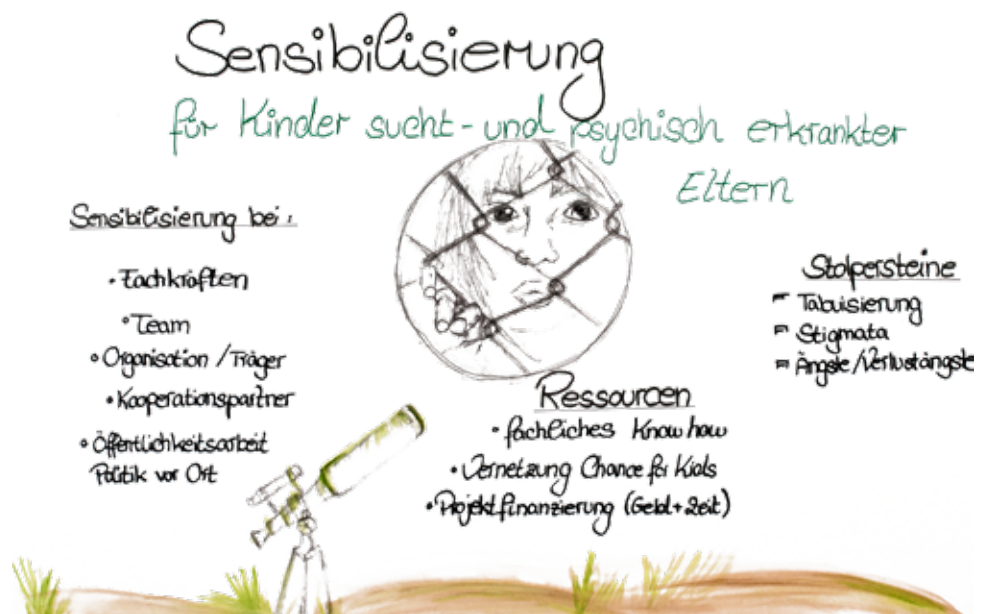 Sensibilisierung
für Kinder sucht- und psychisch erkrankter
Eltern
Sensibilisierung bei:
• Fachkräften
• Team
• Organisation / Träger
• Kooperationspartner
• Öffentlichkeitsarbeit
Politik vor Ort
Ressourcen
• fachliches Know how
• Vernetzung Chance for Kids
• Projektfinanzierung (Geld + Zeit)
Stolpersteine
- Tabuisierung
- Stigmata
- Ängste/Verlustängste